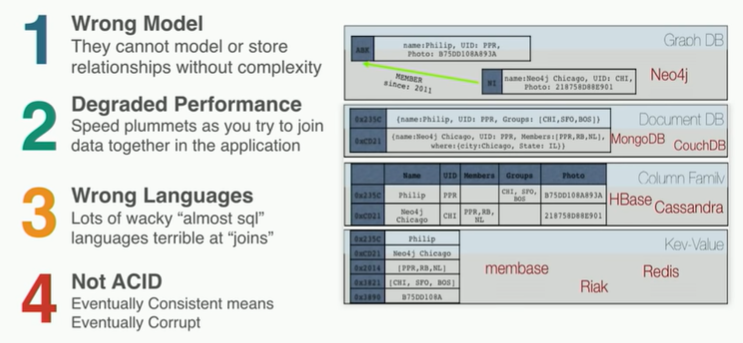 1
Wrong Model
They cannot model or store
relationships without complexity
2
Degraded Performance
Speed plummets as you try to join
data together in the application
3
Wrong Languages
Lots of wacky “almost sql”
languages terrible at “joins”
4
Not ACID
Eventually Consistent means
Eventually Corrupt
Graph DB
ABK name:Philip, UID: PPR,
Photo: B75DD108A893A
MEMBER
since: 2011
NI name:Neo4j Chicago, UID: CHI,
Photo: 218758D88E901
Neo4j
Document DB
0x235C {name:Philip, UID: PPR, Groups: [CHI,SFO,BOS]}
0xCD21 {name:Neo4j Chicago, UID: PPR, Members:[PPR,RB,NL],
where:{city:Chicago, State: IL}}
MongoDB
CouchDB
Column Family
Name UID Members Groups Photo
0x235C Philip PPR CHI, SFO, BOS B75DD108A893A
0xCD21 Neo4j Chicago CHI PPR,RB, NL 218758D88E901
HBase
Cassandra
Key-Value
0x235C Philip
0xCD21 Neo4j Chicago
0x2014 [PPR,RB,NL]
0x3821 [CHI, SFO, BOS]
0x3890 B75DD108A
membase
Riak
Redis